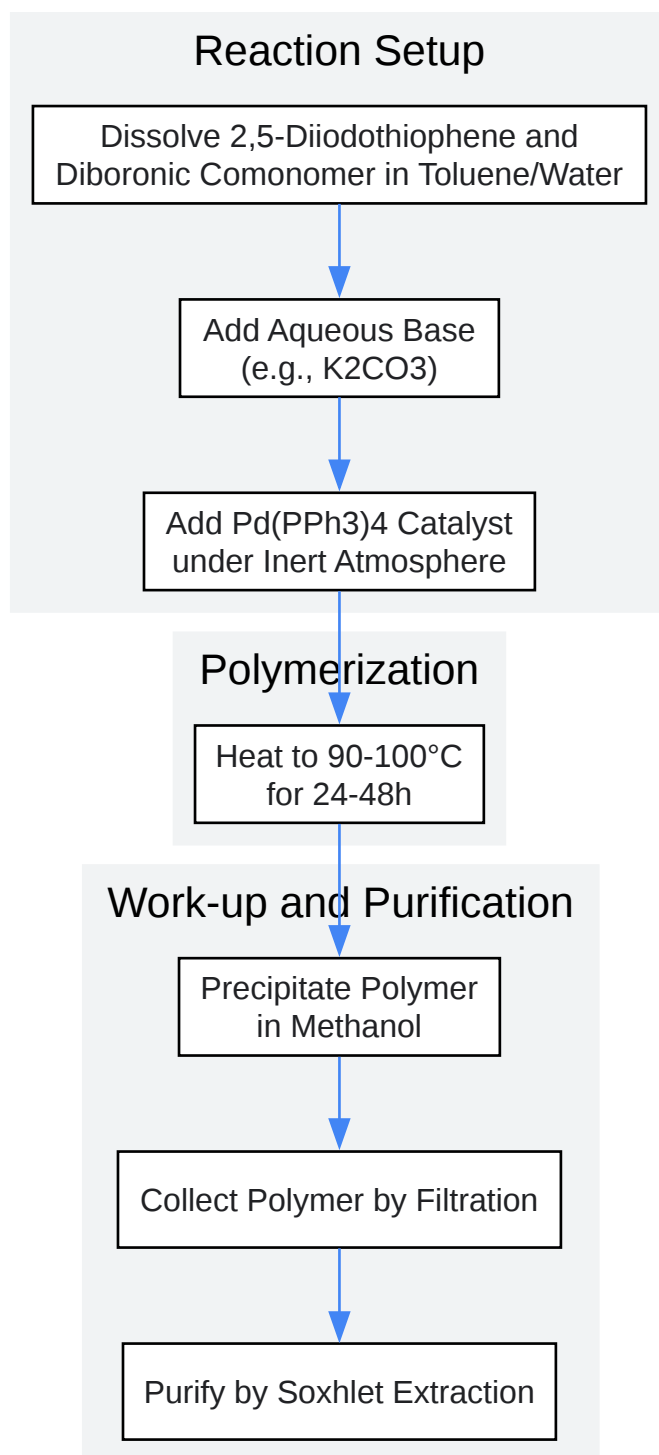 Reaction Setup
Dissolve 2,5-Diiodothiophene and
Diboronic Comonomer in Toluene/Water
Add Aqueous Base
(e.g., K2CO3)
Add Pd(PPh3)4 Catalyst
under Inert Atmosphere
Polymerization
Heat to 90-100°C
for 24-48h
Work-up and Purification
Precipitate Polymer
in Methanol
Collect Polymer by Filtration
Purify by Soxhlet Extraction